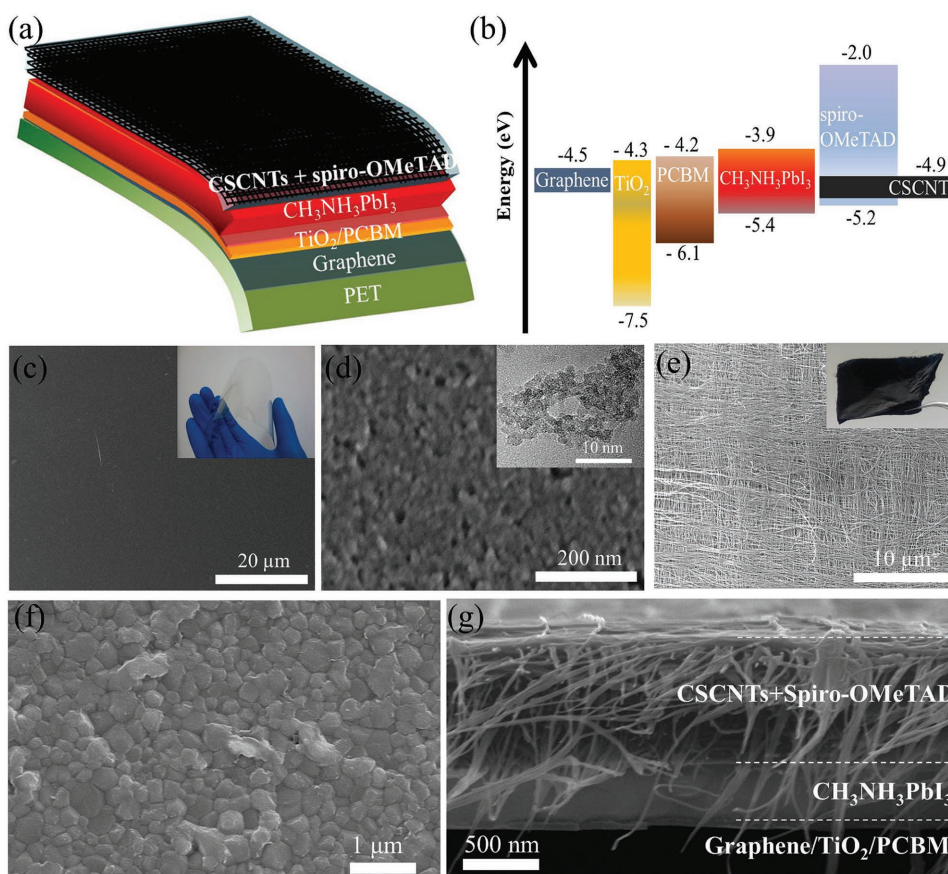 (a)
CSCNTs + spiro-OMeTAD
CH₃NH₃PbI₃
TiO₂/PCBM
Graphene
PET
(b)
Energy (eV)
-4.5
Graphene
- 4.3
TiO₂
-7.5
- 4.2
PCBM
- 6.1
-3.9
CH₃NH₃PbI₃
-5.4
-2.0
spiro-
OMeTAD
-5.2
-4.9
CSCNT
(c)
20 µm
(d)
10 nm
200 nm
(e)
10 µm
(f)
1 µm
(g)
CSCNTs+Spiro-OMeTAD
CH₃NH₃PbI₃
Graphene/TiO₂/PCBM
500 nm